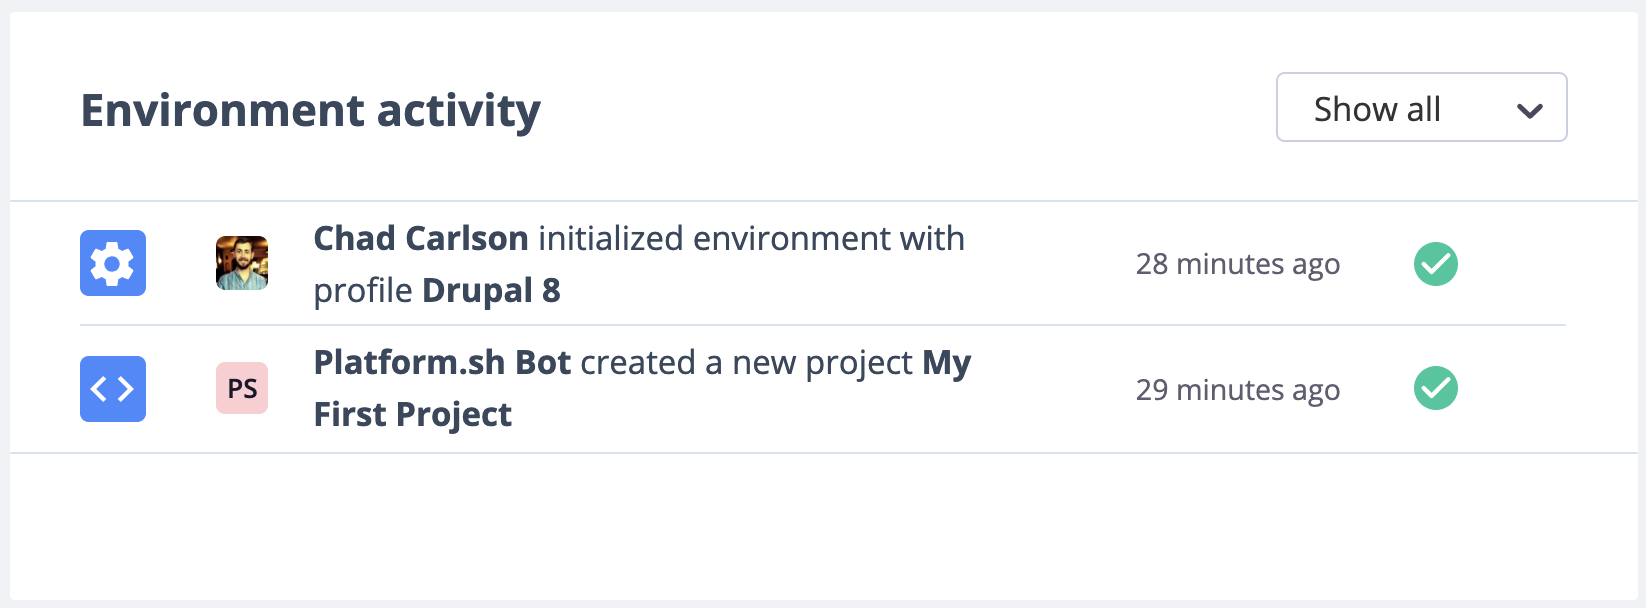 Environment activity
Show all
Chad Carlson initialized environment with
profile Drupal 8
28 minutes ago
PS
Platform.sh Bot created a new project My
First Project
29 minutes ago